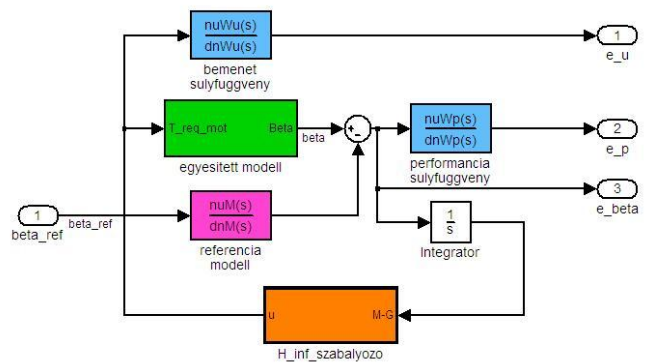 nuWu(s)
dnWu(s)
bemenet
sulyfuggveny
1
e_u
T_req_mot
Beta
beta
egyesitett modell
+
-
nuWp(s)
dnWp(s)
performancia
sulyfuggveny
2
e_p
3
e_beta
1
beta_ref
beta_ref
nuM(s)
dnM(s)
referencia
modell
1
s
Integrator
u
M-G
H_inf_szabalyozo